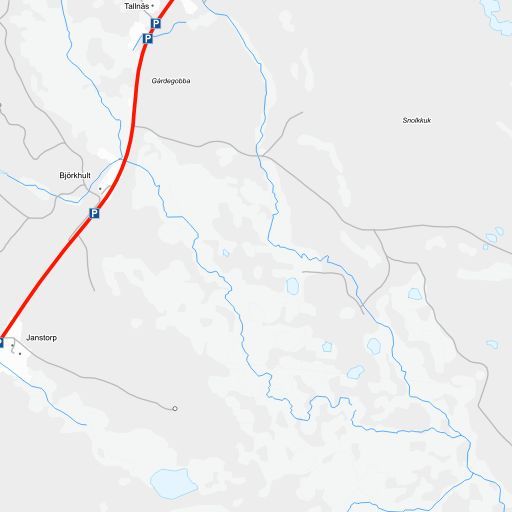 Tallnäs
P
P
Gärdegobba
Snolkkuk
Björkhult
P
Janstorp
P